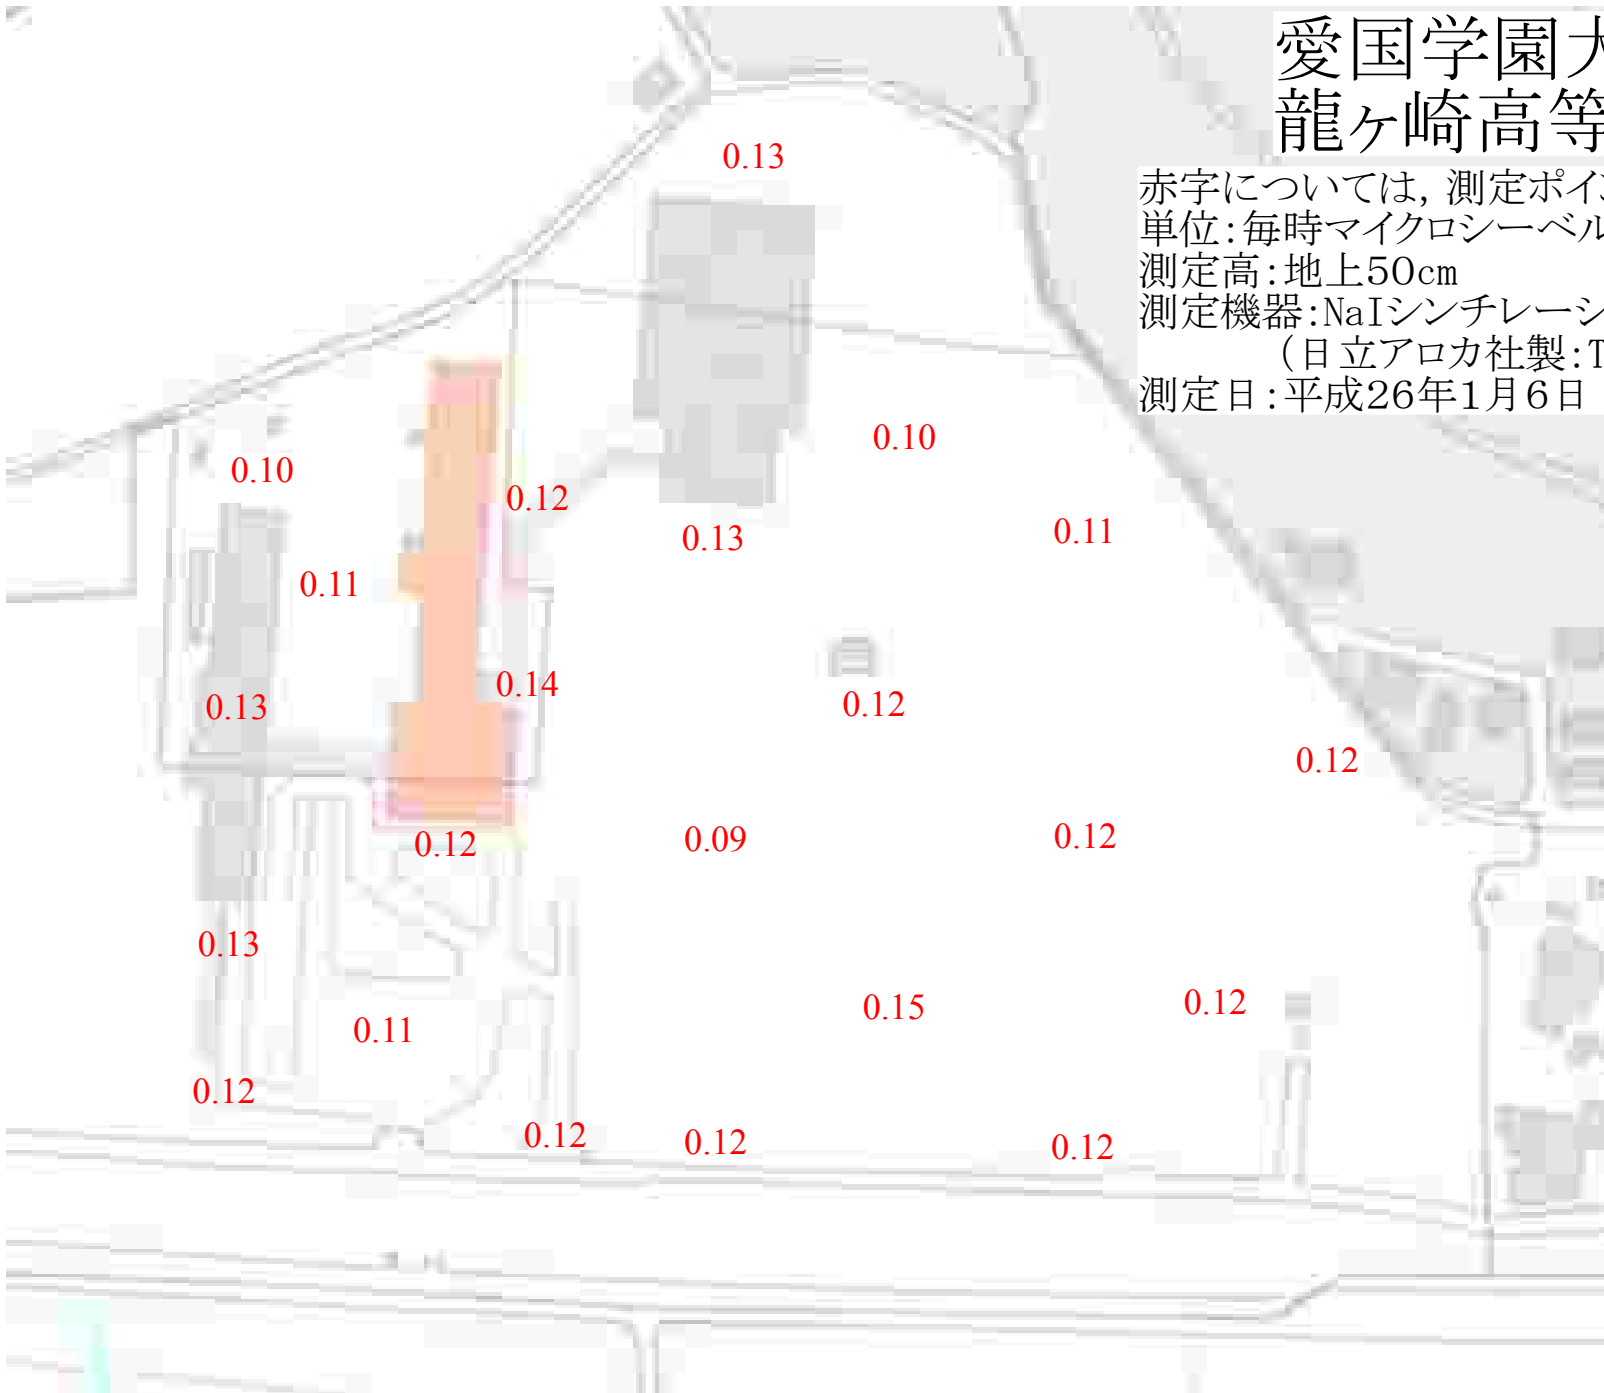 愛国学園大
龍ヶ崎高等
赤字については，測定ポイ
単位：毎時マイクロシーベル
測定高：地上50cm
測定機器：NaIシンチレーシ
（日立アロカ社製：T
測定日：平成26年1月6日
0.13
0.10
0.10
0.12
0.13
0.11
0.11
0.14
0.13
0.12
0.12
0.12
0.09
0.12
0.13
0.15
0.12
0.11
0.12
0.12
0.12
0.12